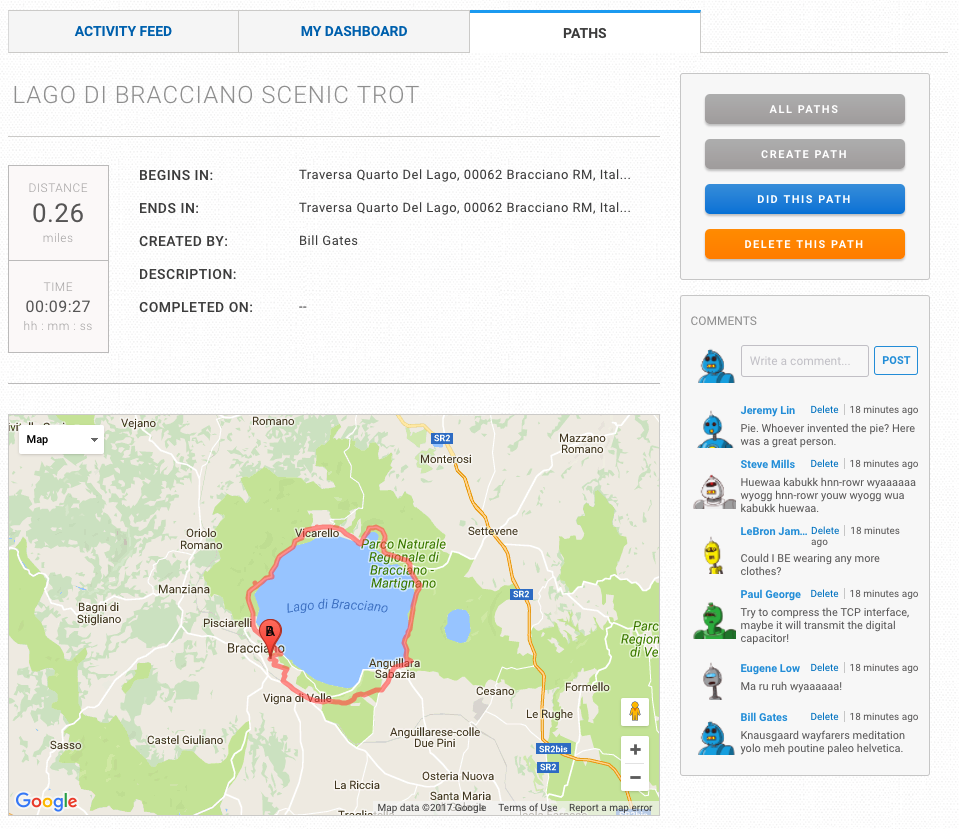 ACTIVITY FEED
MY DASHBOARD
PATHS
LAGO DI BRACCIANO SCENIC TROT
DISTANCE
0.26
miles
TIME
00:09:27
hh : mm : ss
BEGINS IN: Traversa Quarto Del Lago, 00062 Bracciano RM, Ital...
ENDS IN: Traversa Quarto Del Lago, 00062 Bracciano RM, Ital...
CREATED BY: Bill Gates
DESCRIPTION:
COMPLETED ON: --
ALL PATHS
CREATE PATH
DID THIS PATH
DELETE THIS PATH
COMMENTS
Write a comment...
POST
Jeremy Lin Delete 18 minutes ago
Pie. Whoever invented the pie? Here
was a great person.
Steve Mills Delete 18 minutes ago
Huewaa kabukk hnn-rowr wyaaaaaa
wyogg hnn-rowr youw wyogg wua
kabukk huewaa.
LeBron Jam... Delete 18 minutes
ago
Could I BE wearing any more
clothes?
Paul George Delete 18 minutes ago
Try to compress the TCP interface,
maybe it will transmit the digital
capacitor!
Eugene Low Delete 18 minutes ago
Ma ru ruh wyaaaaaa!
Bill Gates Delete 18 minutes ago
Knausgaard wayfarers meditation
yolo meh poutine paleo helvetica.
Map
Vejano
Romano
SR2
Monterosi
Mazzano
Romano
Oriolo
Romano
Vicarello
Settevene
Parco Naturale
Regionale di
Bracciano -
Martignano
Manziana
SR2
Bagni di
Stigliano
Lago di Bracciano
Pisciarelli
A
Bracciano
Parc
Regiona
di Ve
Anguillara
Sabazia
Vigna di Valle
Cesano
Formello
Le Rughe
Sasso
Castel Giuliano
Anguillarese-colle
Due Pini
SR2bis
SR2
+
−
La Riccia
Osteria Nuova
Santa Maria
Google
Map data ©2017 Google
Terms of Use
Report a map error